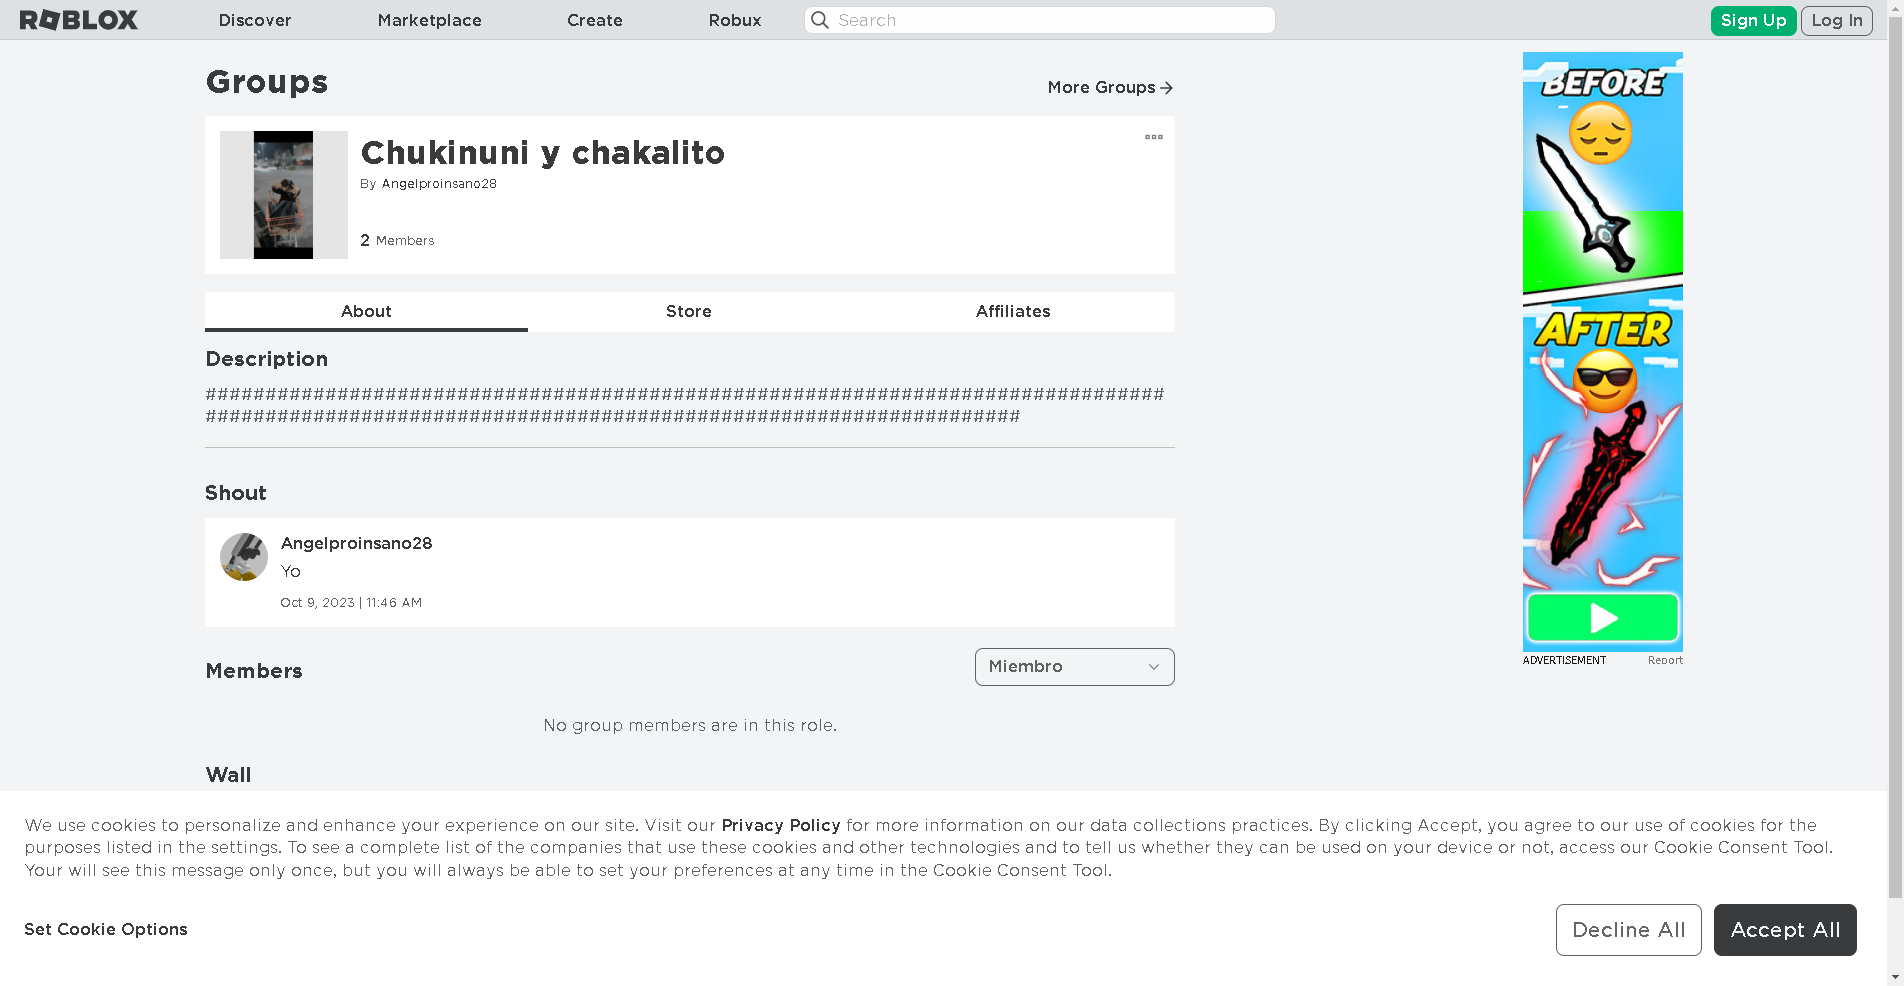 ROBLOX
Discover
Marketplace
Create
Robux
Search
Sign Up
Log In
Groups
More Groups
Chukinuni y chakalito
By Angelproinsano28
2 Members
About
Store
Affiliates
Description
################################################################################
####################################################################
Shout
Angelproinsano28
Yo
Oct 9, 2023 | 11:46 AM
Members
Miembro
No group members are in this role.
Wall
BEFORE
AFTER
ADVERTISEMENT
Report
We use cookies to personalize and enhance your experience on our site. Visit our Privacy Policy for more information on our data collections practices. By clicking Accept, you agree to our use of cookies for the
purposes listed in the settings. To see a complete list of the companies that use these cookies and other technologies and to tell us whether they can be used on your device or not, access our Cookie Consent Tool.
Your will see this message only once, but you will always be able to set your preferences at any time in the Cookie Consent Tool.
Set Cookie Options
Decline All
Accept All